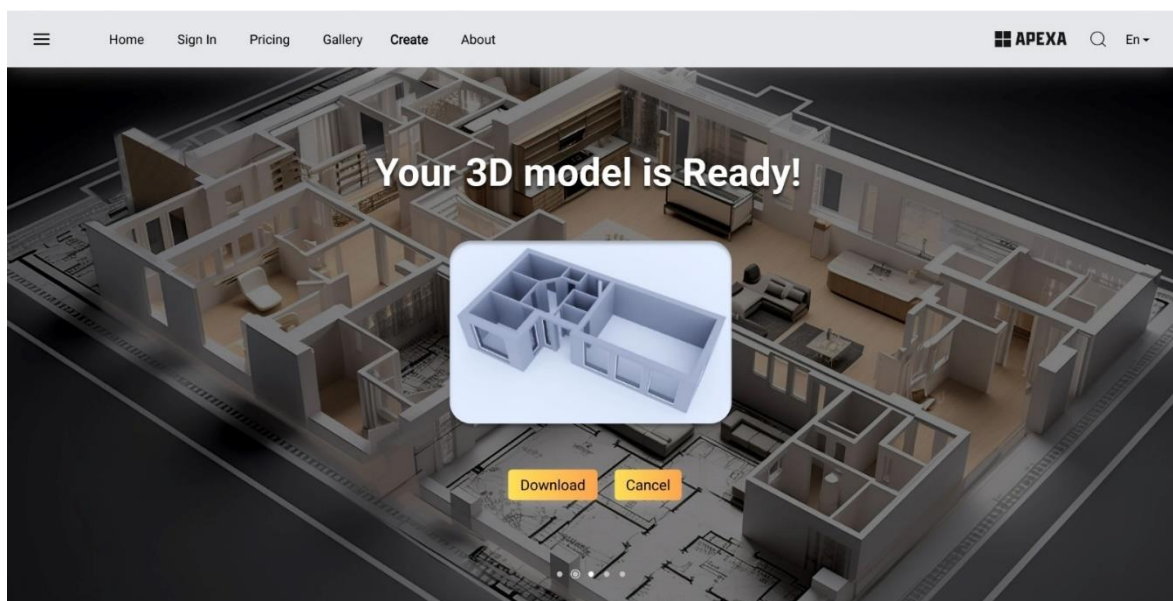 Home Sign In Pricing Gallery Create About APEXA En
Your 3D model is Ready!
Download Cancel